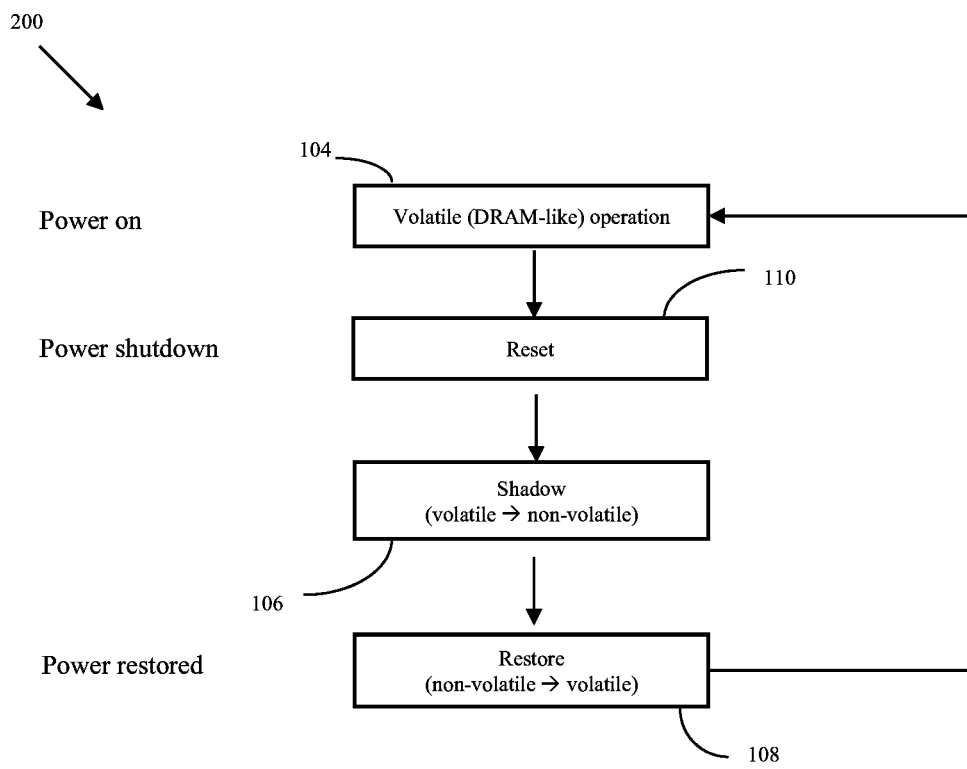 200
104
Power on
Volatile (DRAM-like) operation
110
Power shutdown
Reset
Shadow
(volatile → non-volatile)
106
Power restored
Restore
(non-volatile → volatile)
108